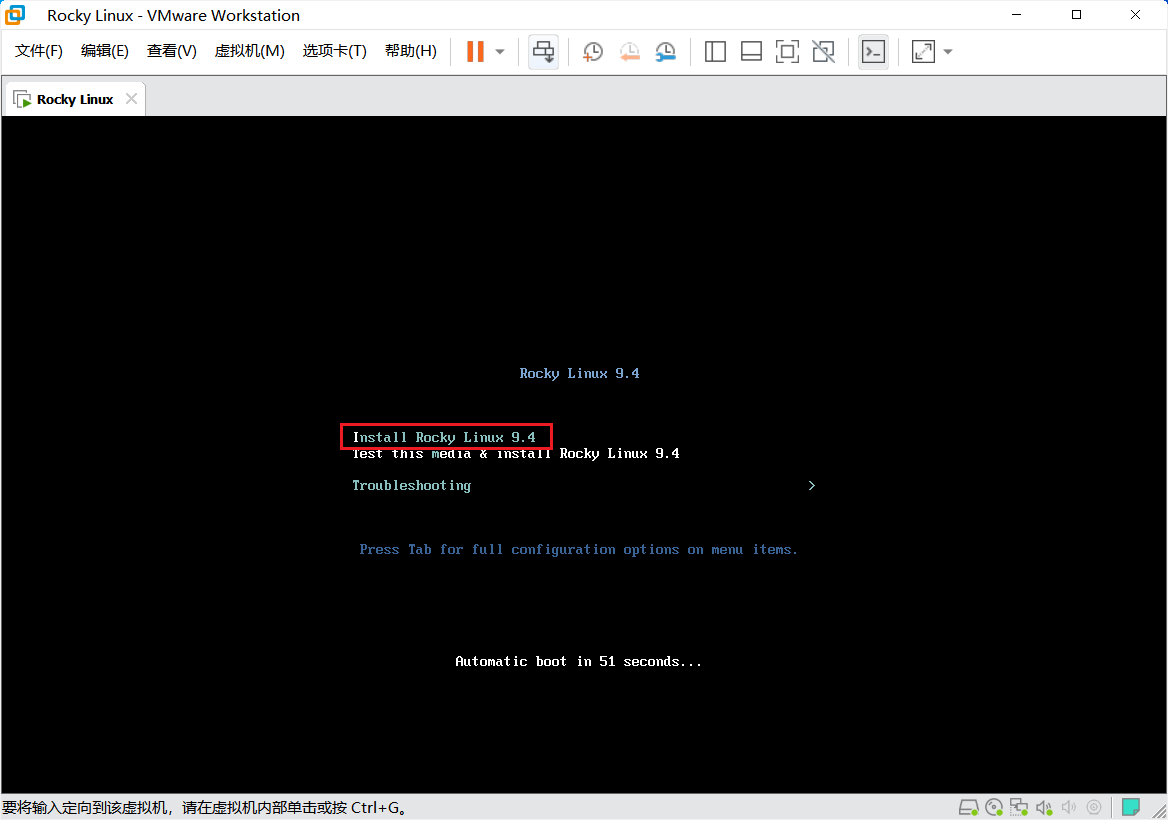 Rocky Linux - VMware Workstation
文件(F) 编辑(E) 查看(V) 虚拟机(M) 选项卡(T) 帮助(H)
Rocky Linux
Rocky Linux 9.4
Install Rocky Linux 9.4
Test this media & install Rocky Linux 9.4
Troubleshooting >
Press Tab for full configuration options on menu items.
Automatic boot in 51 seconds...
要将输入定向到该虚拟机，请在虚拟机内部单击或按 Ctrl+G。